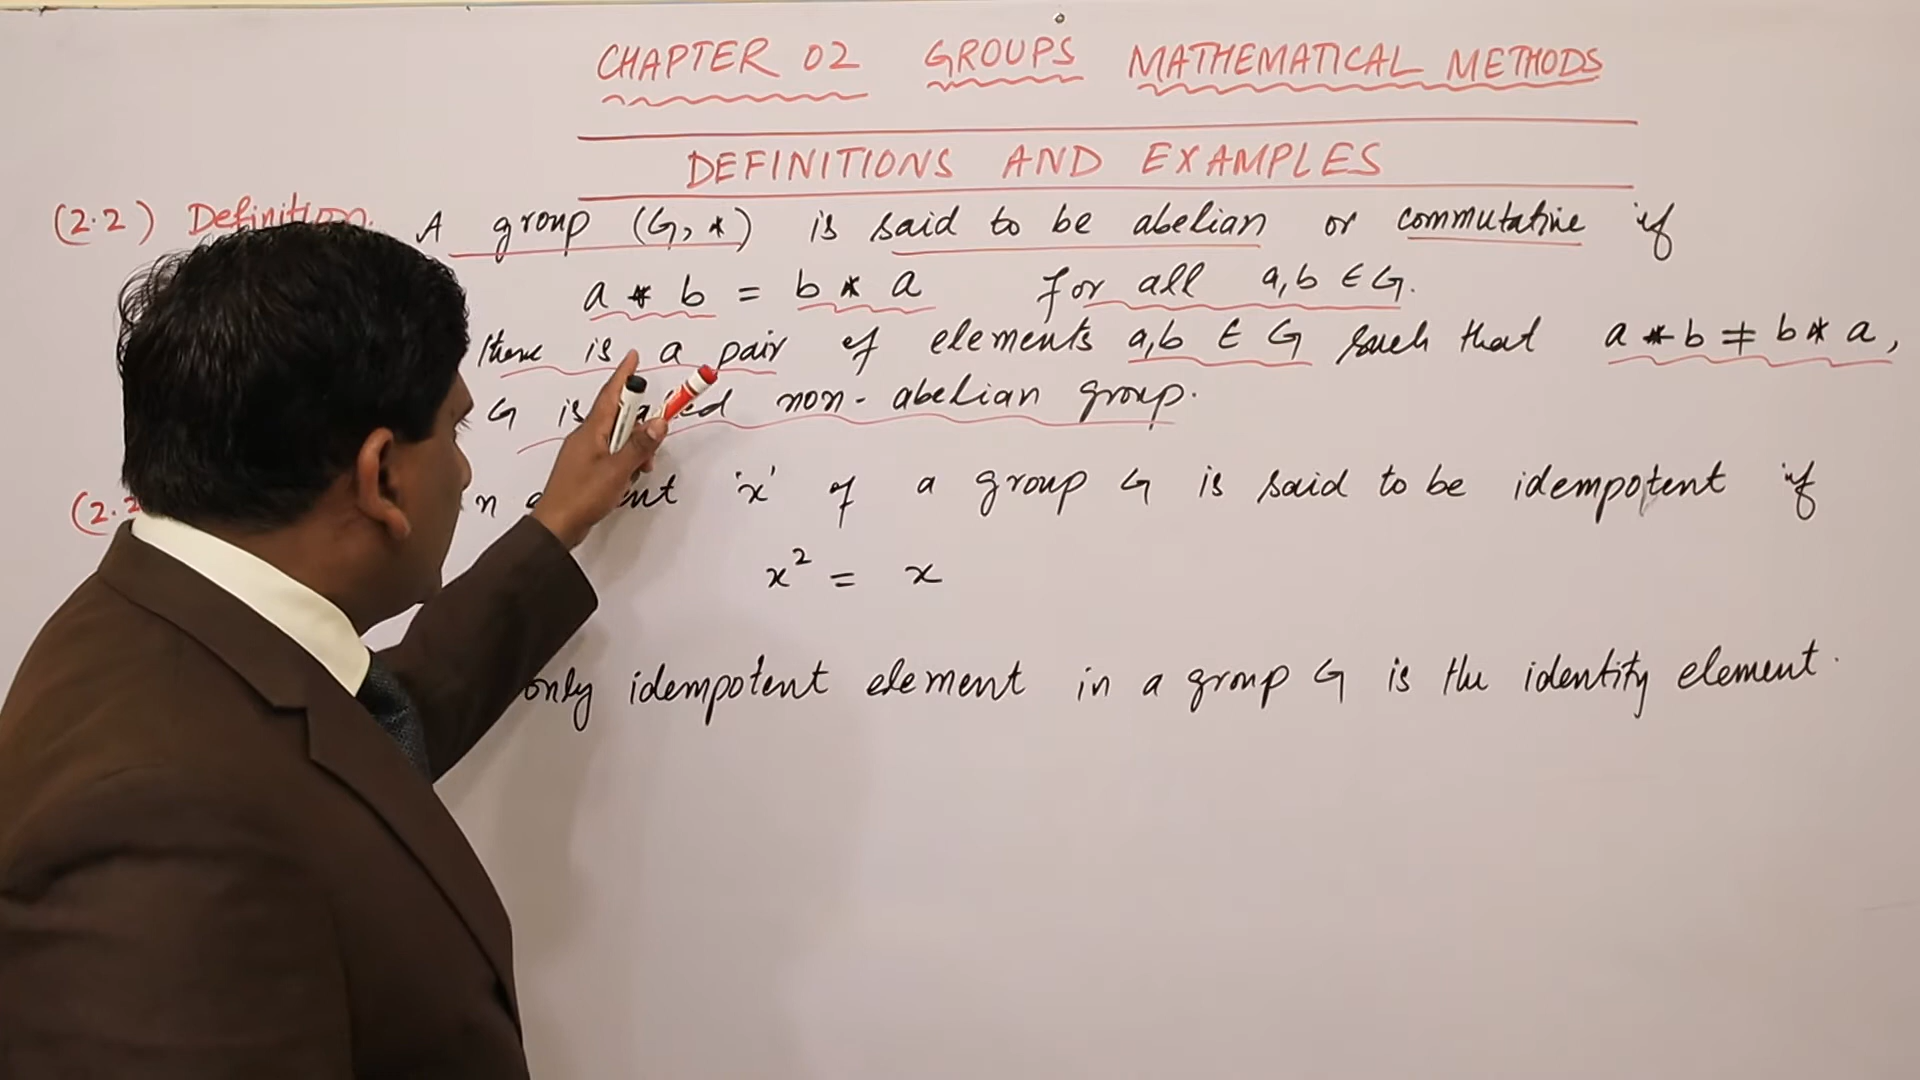 CHAPTER 02 GROUPS MATHEMATICAL METHODS
DEFINITIONS AND EXAMPLES
(2.2) Definition. A group (G, *) is said to be abelian or commutative if
a * b = b * a for all a, b ∈ G.
there is a pair of elements a,b ∈ G such that a * b ≠ b * a,
G is non-abelian group.
(2.2 'x' of a group G is said to be idempotent if
x² = x
only idempotent element in a group G is the identity element.